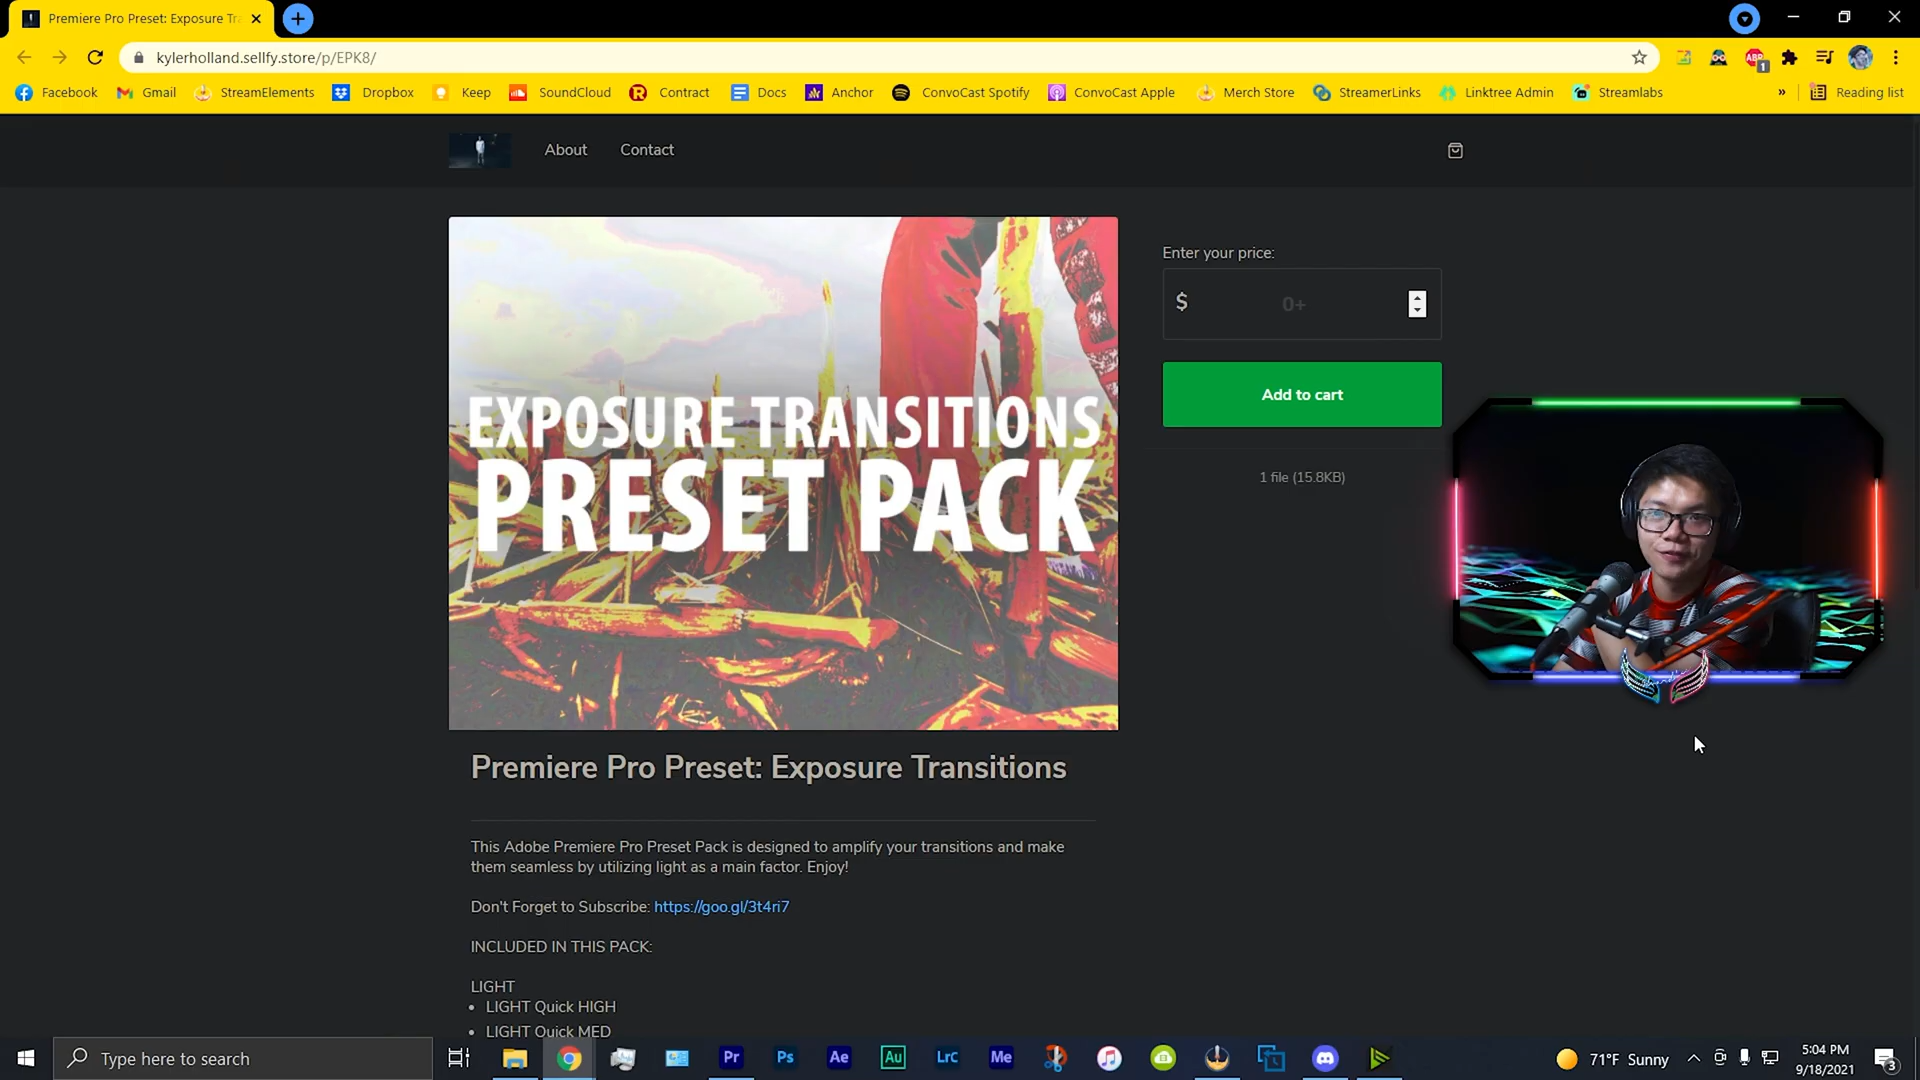 Premiere Pro Preset: Exposure Tr
kylerholland.sellfy.store/p/EPK8/
ABP
1
Facebook
Gmail
StreamElements
Dropbox
Keep
SoundCloud
Contract
Docs
Anchor
ConvoCast Spotify
ConvoCast Apple
Merch Store
StreamerLinks
Linktree Admin
Streamlabs
»
Reading list
About
Contact
Enter your price:
$
0+
Add to cart
1 file (15.8KB)
EXPOSURE TRANSITIONS
PRESET PACK
Premiere Pro Preset: Exposure Transitions
This Adobe Premiere Pro Preset Pack is designed to amplify your transitions and make
them seamless by utilizing light as a main factor. Enjoy!
Don't Forget to Subscribe: https://goo.gl/3t4ri7
INCLUDED IN THIS PACK:
LIGHT
• LIGHT Quick HIGH
• LIGHT Quick MED
Type here to search
Pr
Ps
Ae
Au
LrC
Me
71°F Sunny
5:04 PM
9/18/2021
3